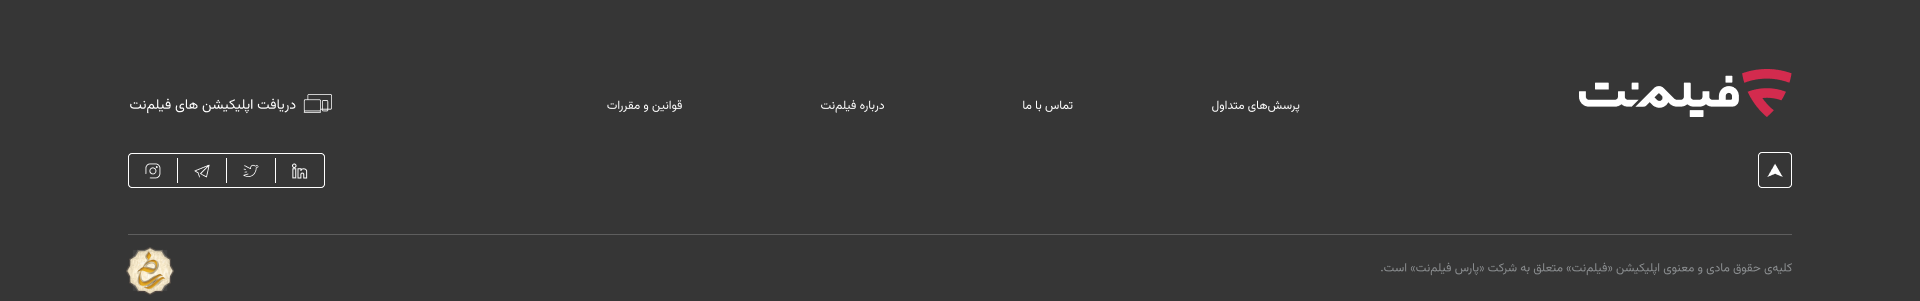 فیلم‌نت
پرسش‌های متداول
تماس با ما
درباره فیلم‌نت
قوانین و مقررات
دریافت اپلیکیشن های فیلم‌نت
کلیه‌ی حقوق مادی و معنوی اپلیکیشن «فیلم‌نت» متعلق به شرکت «پارس فیلم‌نت» است.